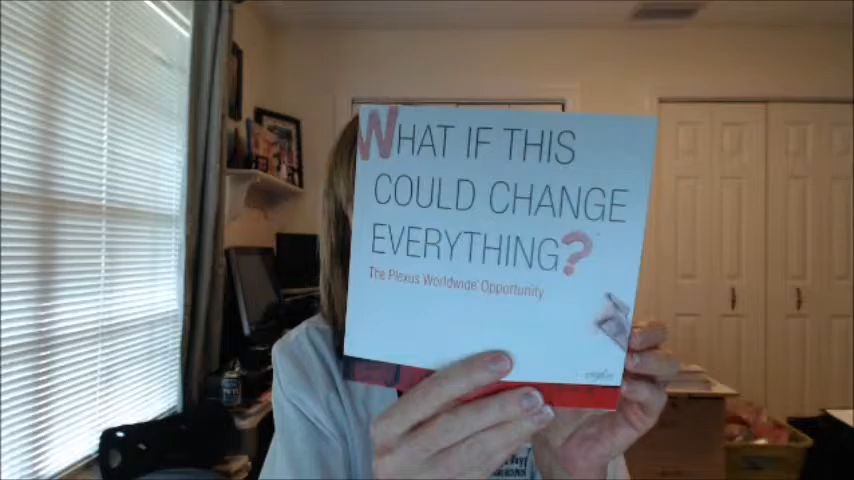 WHAT IF THIS
COULD CHANGE
EVERYTHING?
The Plexus Worldwide® Opportunity